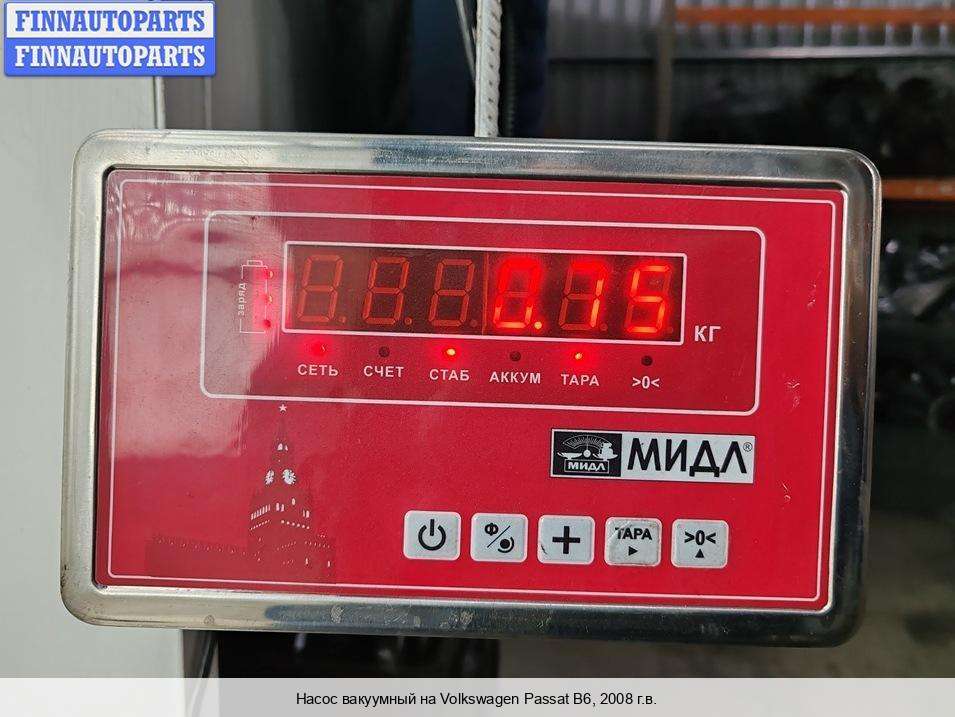 FINNAUTOPARTS
FINNAUTOPARTS
заряд
0.15
КГ
СЕТЬ СЧЕТ СТАБ АККУМ ТАРА >0<
МИДЛ МИДЛ®
Ф ТАРА >0<
Насос вакуумный на Volkswagen Passat B6, 2008 г.в.